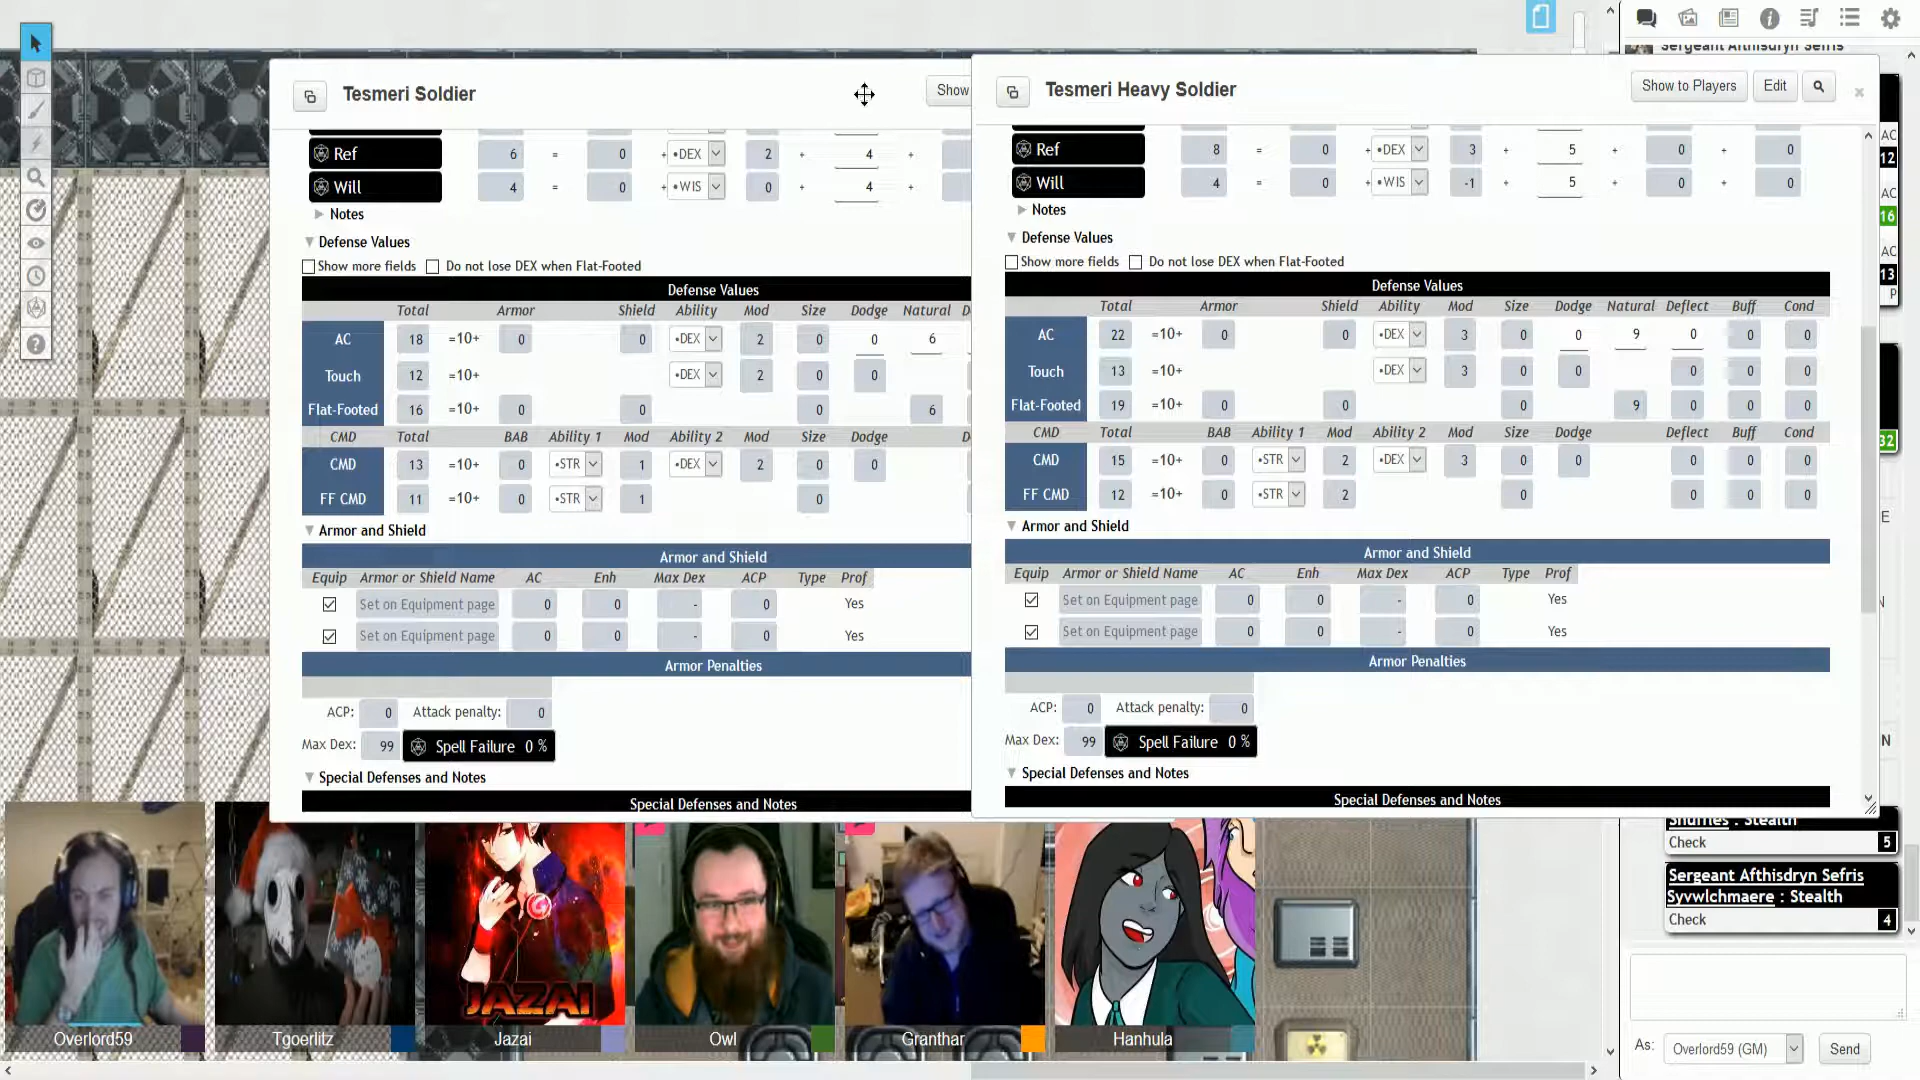 Sergeant Afthisdryn Sefris
Tesmeri Soldier
Show
Ref 6 = 0 + •DEX 2 + 4 +
Will 4 = 0 + •WIS 0 + 4 +
Notes
Defense Values
Show more fields Do not lose DEX when Flat-Footed
Defense Values
Total Armor Shield Ability Mod Size Dodge Natural D
AC 18 =10+ 0 0 •DEX 2 0 0 6
Touch 12 =10+ •DEX 2 0 0
Flat-Footed 16 =10+ 0 0 0 6
CMD Total BAB Ability 1 Mod Ability 2 Mod Size Dodge D
CMD 13 =10+ 0 •STR 1 •DEX 2 0 0
FF CMD 11 =10+ 0 •STR 1 0
Armor and Shield
Armor and Shield
Equip Armor or Shield Name AC Enh Max Dex ACP Type Prof
Set on Equipment page 0 0 - 0 Yes
Set on Equipment page 0 0 - 0 Yes
Armor Penalties
ACP: 0 Attack penalty: 0
Max Dex: 99 Spell Failure 0 %
Special Defenses and Notes
Special Defenses and Notes
Tesmeri Heavy Soldier
Show to Players Edit
Ref 8 = 0 + •DEX 3 + 5 + 0 + 0
Will 4 = 0 + •WIS -1 + 5 + 0 + 0
Notes
Defense Values
Show more fields Do not lose DEX when Flat-Footed
Defense Values
Total Armor Shield Ability Mod Size Dodge Natural Deflect Buff Cond
AC 22 =10+ 0 0 •DEX 3 0 0 9 0 0 0
Touch 13 =10+ •DEX 3 0 0 0 0 0
Flat-Footed 19 =10+ 0 0 0 9 0 0 0
CMD Total BAB Ability 1 Mod Ability 2 Mod Size Dodge Deflect Buff Cond
CMD 15 =10+ 0 •STR 2 •DEX 3 0 0 0 0 0
FF CMD 12 =10+ 0 •STR 2 0 0 0 0
Armor and Shield
Armor and Shield
Equip Armor or Shield Name AC Enh Max Dex ACP Type Prof
Set on Equipment page 0 0 - 0 Yes
Set on Equipment page 0 0 - 0 Yes
Armor Penalties
ACP: 0 Attack penalty: 0
Max Dex: 99 Spell Failure 0 %
Special Defenses and Notes
Special Defenses and Notes
AC
12
AC
16
AC
13
P
32
E
N
Shuffles : Stealth
Check 5
Sergeant Afthisdryn Sefris
Syvwlchmaere : Stealth
Check 4
As: Overlord59 (GM) Send
JAZAI
Overlord59 Tgoerlitz Jazai Owl Granthar Hanhula